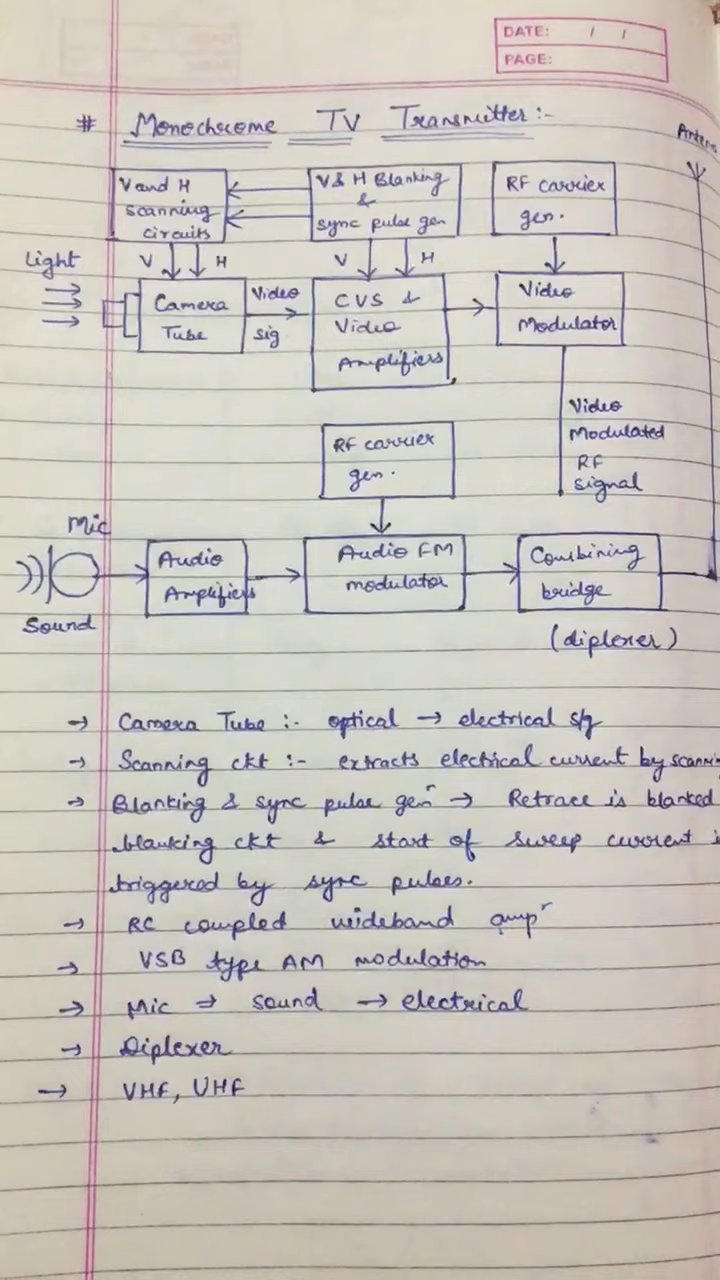 DATE: / /
PAGE:
# Monochrome TV Transmitter:-
Antenn
V and H
scanning
circuits
V & H Blanking
&
sync pulse gen
RF carrier
gen.
V H
V H
Light
Camera
Tube
Video
sig
CVS &
Video
Amplifiers
Video
Modulator
Video
Modulated
RF
signal
RF carrier
gen.
Mic
Sound
Audio
Amplifiers
Audio FM
modulator
Combining
bridge
(diplexer)
→ Camera Tube :- optical → electrical s/g
→ Scanning ckt :- extracts electrical current by scannin
→ Blanking & sync pulse genʳ → Retrace is blanked
blanking ckt & start of sweep current i
triggered by sync pulses.
→ RC coupled wideband ampʳ
→ VSB type AM modulation
→ Mic → sound → electrical
→ Diplexer
→ VHF, UHF